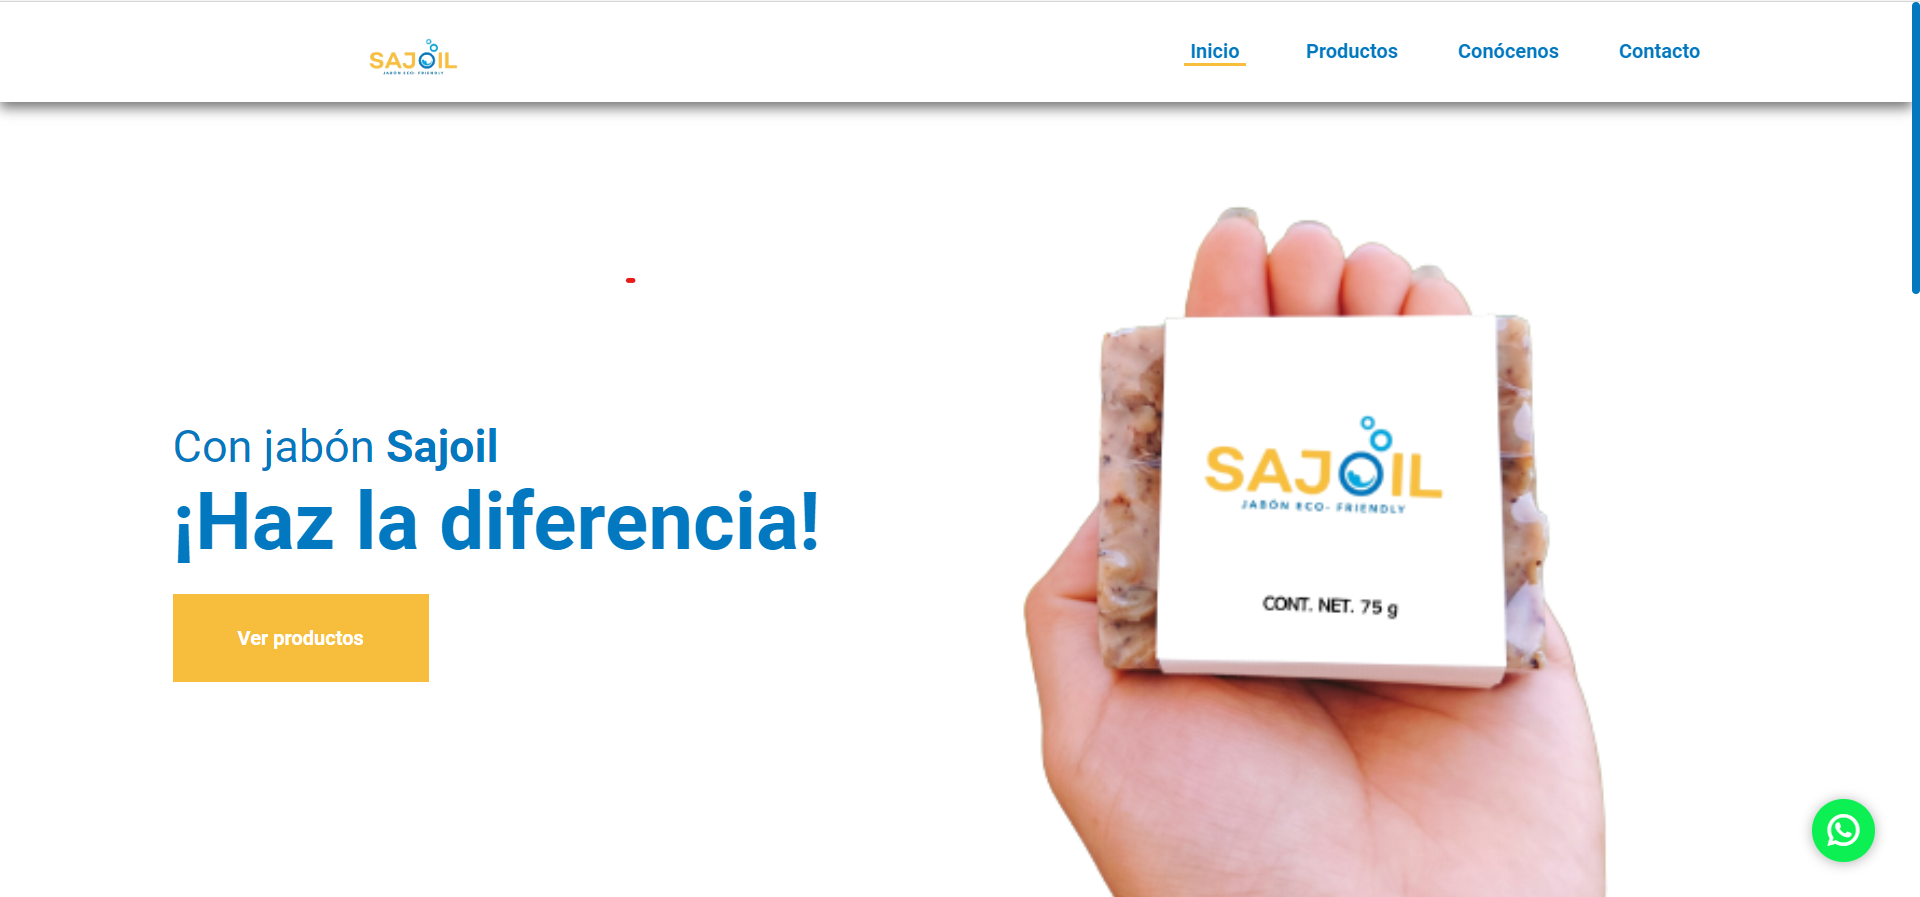 SAJOIL
JABÓN ECO- FRIENDLY
Inicio Productos Conócenos Contacto
Con jabón Sajoil
¡Haz la diferencia!
Ver productos
SAJOIL
JABÓN ECO- FRIENDLY
CONT. NET. 75 g